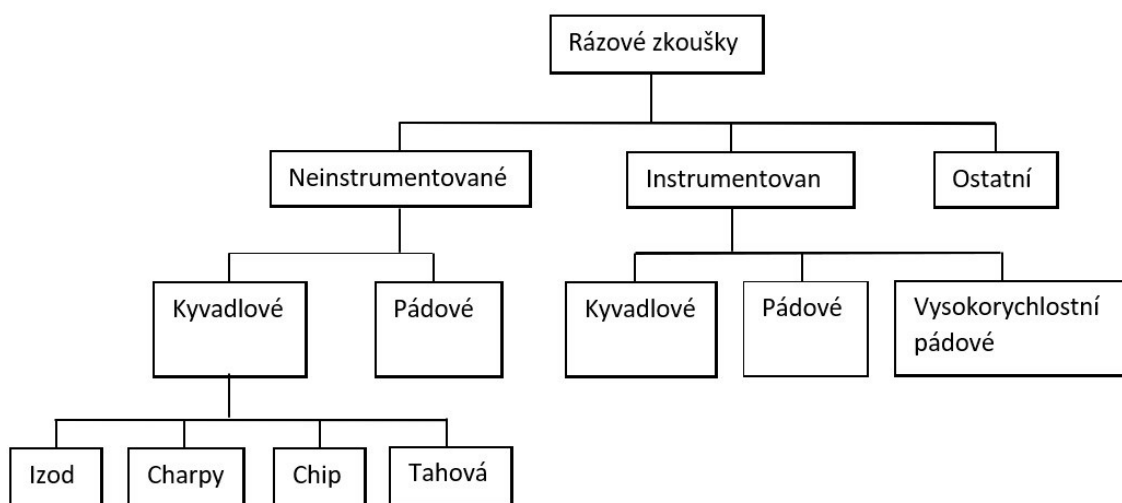 Rázové zkoušky
Neinstrumentované
Instrumentovan
Ostatní
Kyvadlové
Pádové
Kyvadlové
Pádové
Vysokorychlostní
pádové
Izod
Charpy
Chip
Tahová